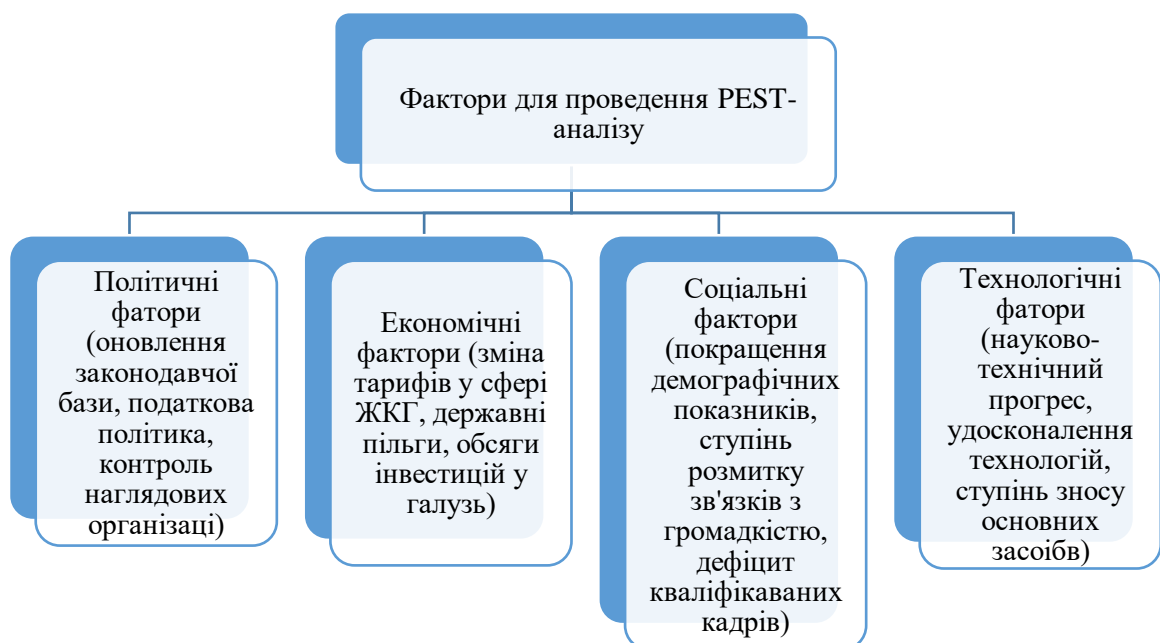 Фактори для проведення PEST-
аналізу
Політичні
фатори
(оновлення
законодавчої
бази, податкова
політика,
контроль
наглядових
організаці)
Економічні
фактори (зміна
тарифів у сфері
ЖКГ, державні
пільги, обсяги
інвестицій у
галузь)
Соціальні
фактори
(покращення
демографічних
показників,
ступінь
розмитку
зв'язків з
громадкістю,
дефіцит
кваліфікаваних
кадрів)
Технологічні
фатори
(науково-
технічний
прогрес,
удосконалення
технологій,
ступінь зносу
основних
засоібв)